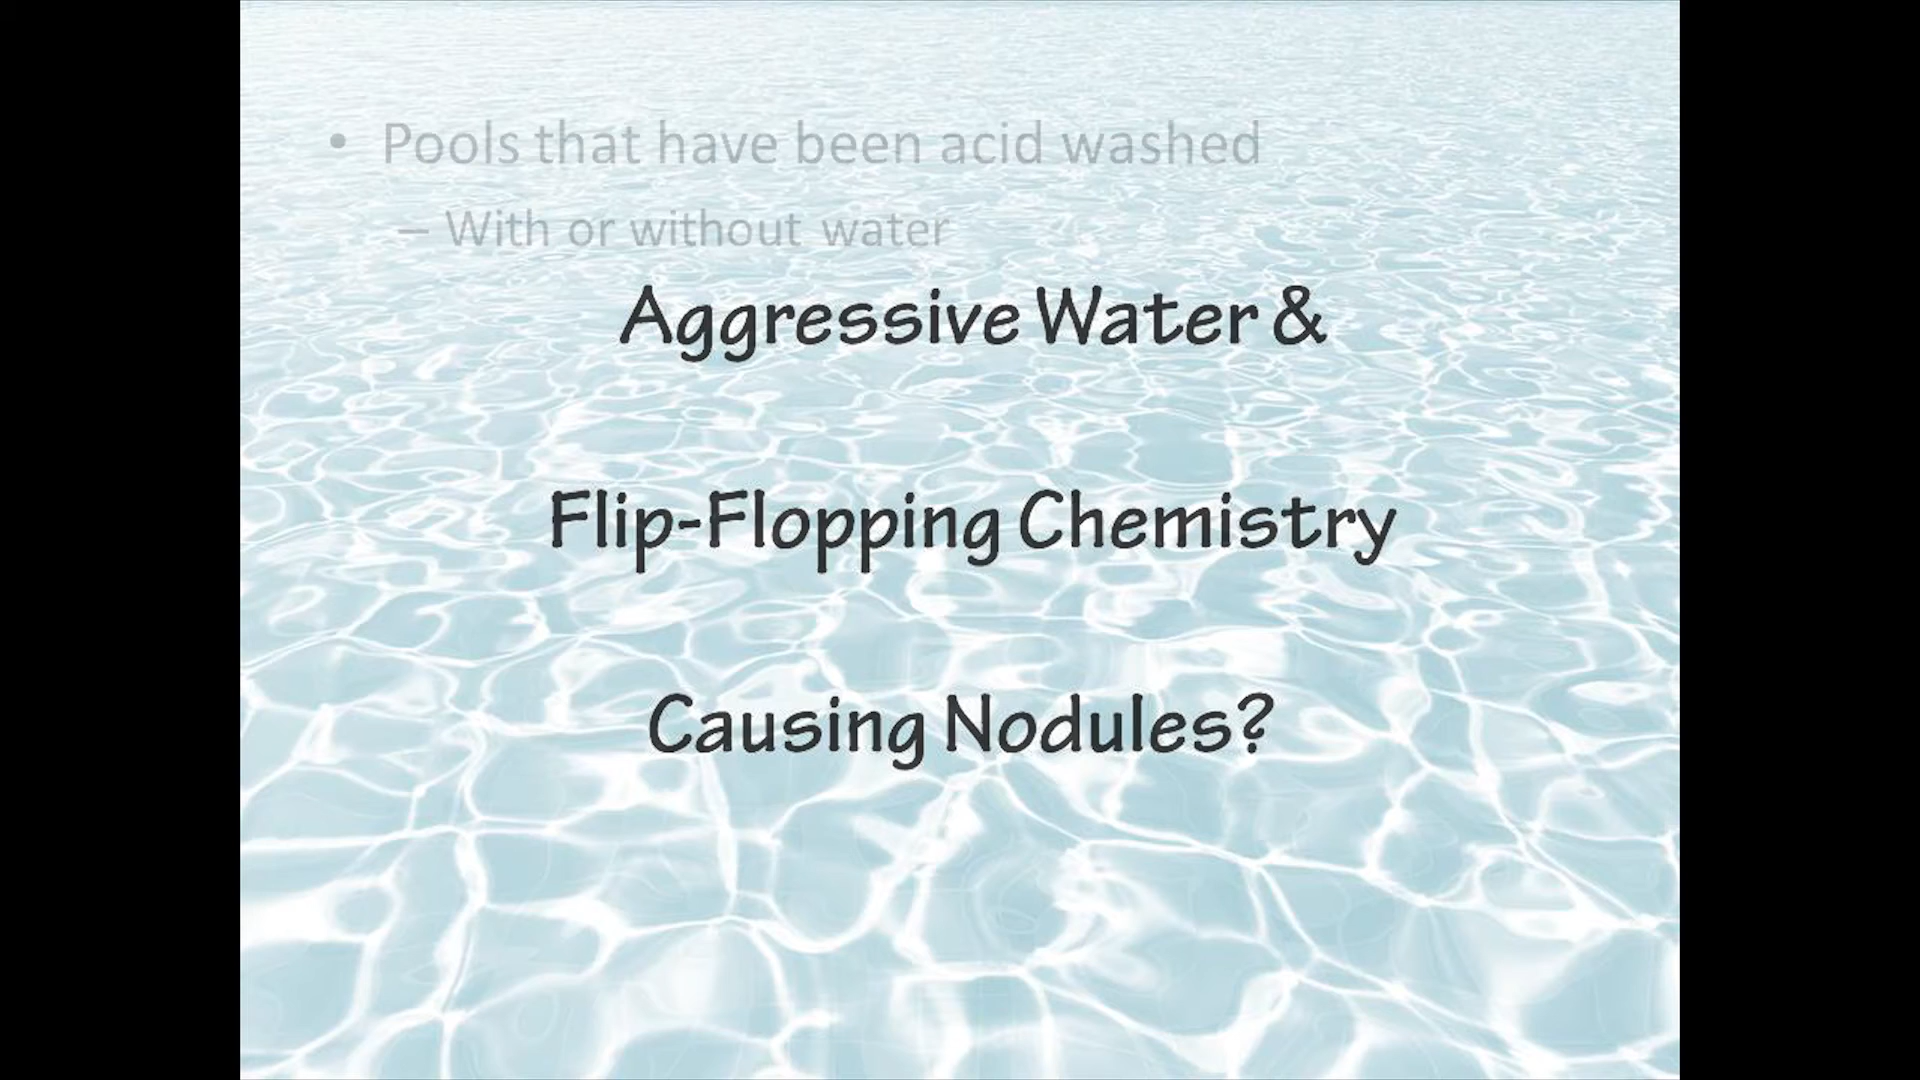 • Pools that have been acid washed
– With or without water
Aggressive Water &
Flip-Flopping Chemistry
Causing Nodules?